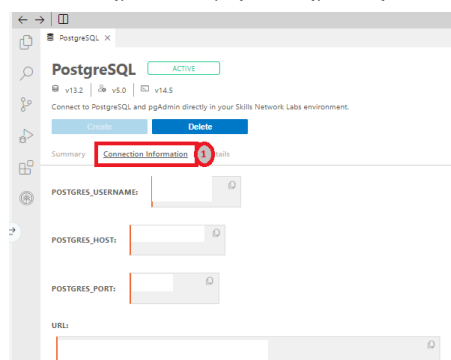 PostgreSQL ×
PostgreSQL ACTIVE
v13.2 v5.0 v14.5
Connect to PostgreSQL and pgAdmin directly in your Skills Network Labs environment.
Create Delete
Summary Connection Information 1 tails
POSTGRES_USERNAME:
POSTGRES_HOST:
POSTGRES_PORT:
URL: